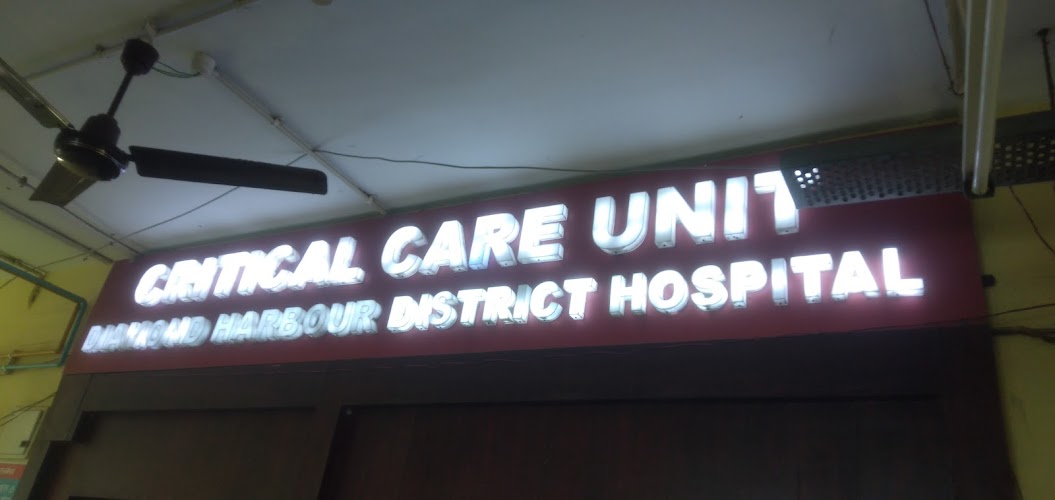 CRITICAL CARE UNIT
DIAMOND HARBOUR DISTRICT HOSPITAL